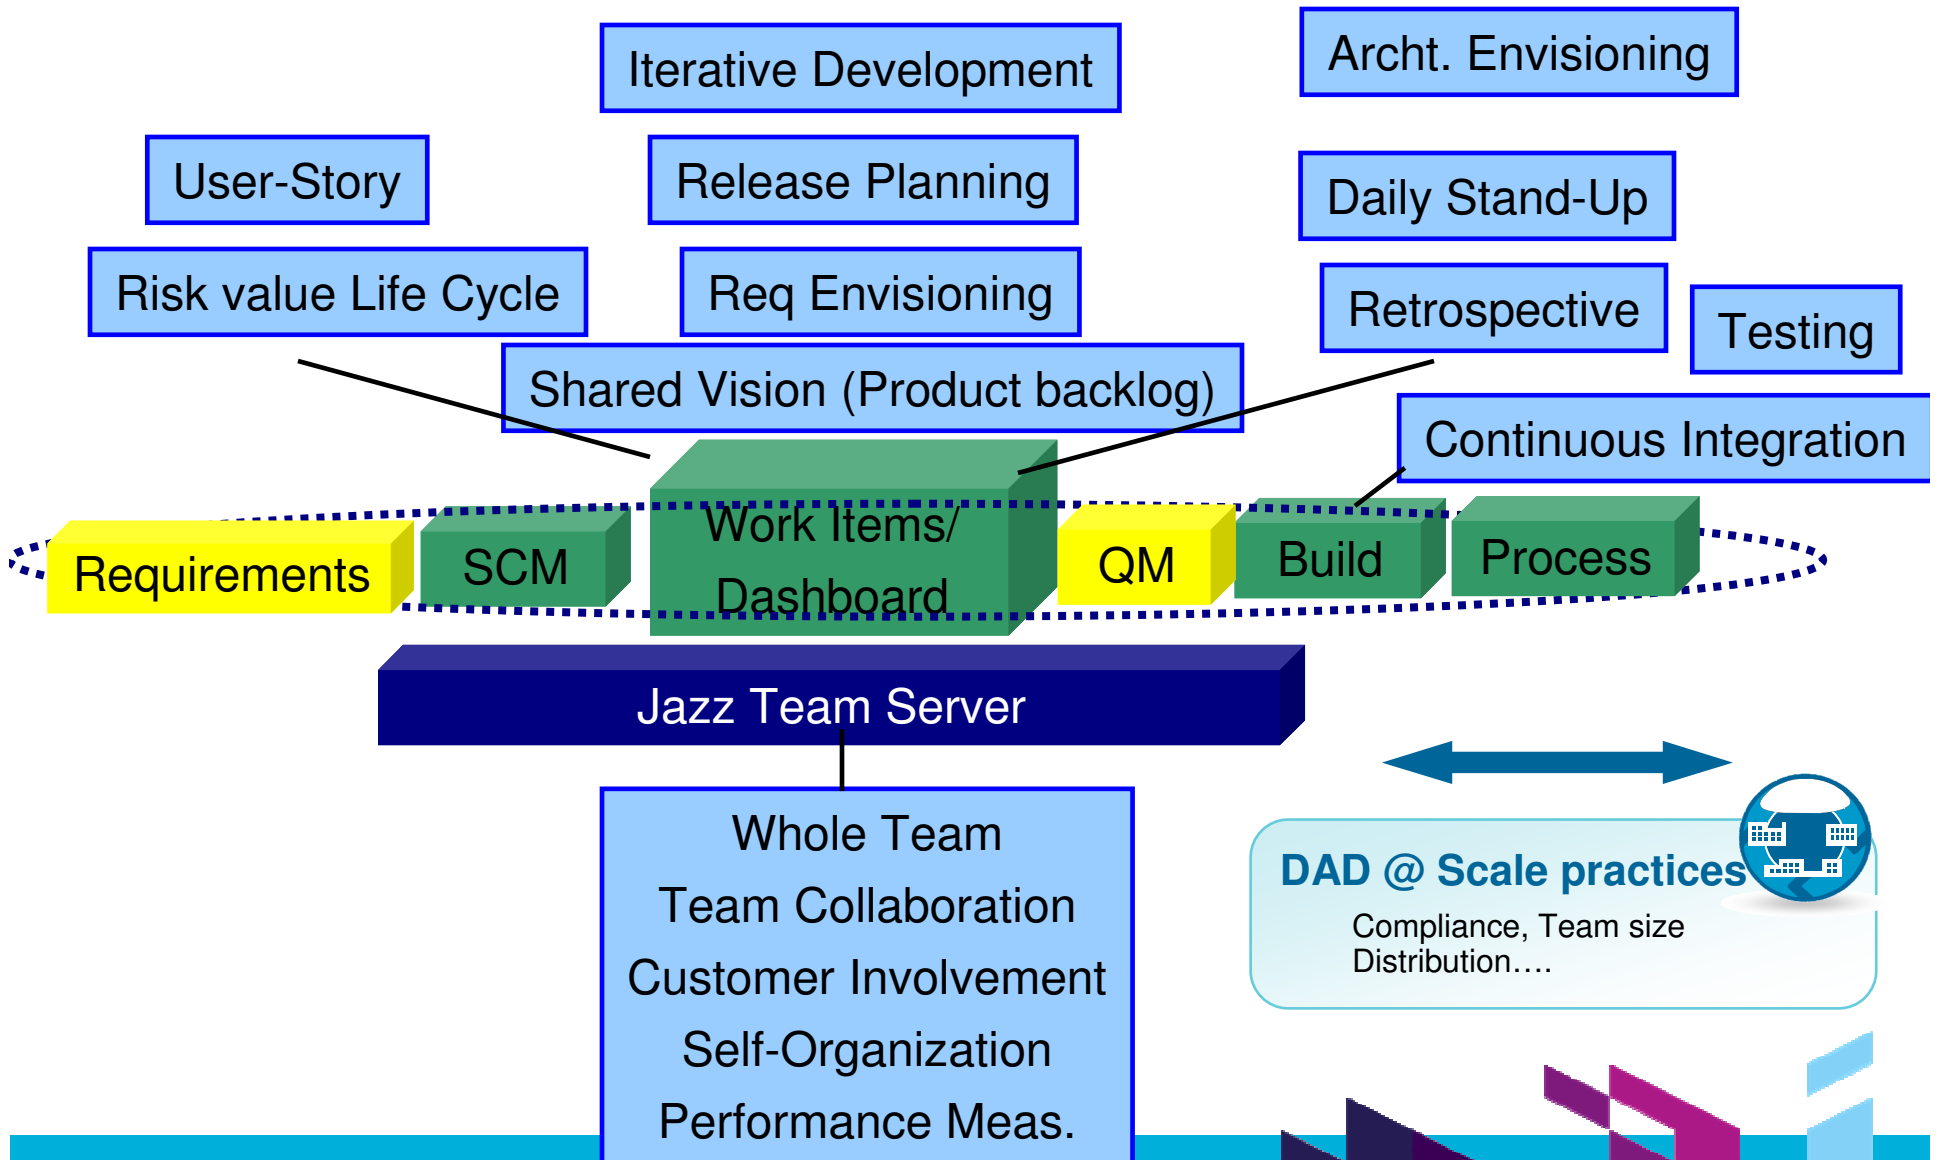 Iterative Development
Archt. Envisioning
User-Story
Release Planning
Daily Stand-Up
Risk value Life Cycle
Req Envisioning
Retrospective
Testing
Shared Vision (Product backlog)
Continuous Integration
Requirements
SCM
Work Items/
Dashboard
QM
Build
Process
Jazz Team Server
Whole Team
Team Collaboration
Customer Involvement
Self-Organization
Performance Meas.
DAD @ Scale practices
Compliance, Team size
Distribution….